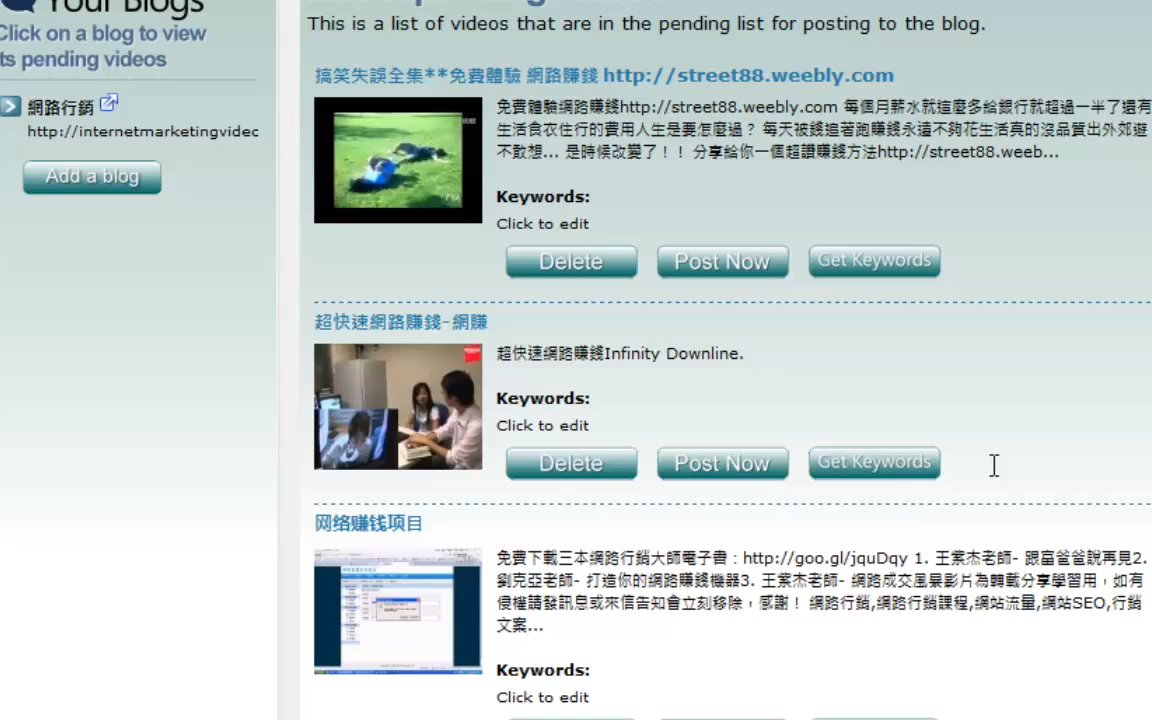 Your Blogs
Click on a blog to view
ts pending videos
網路行銷
http://internetmarketingvidec
Add a blog
This is a list of videos that are in the pending list for posting to the blog.
搞笑失誤全集**免費體驗 網路賺錢 http://street88.weebly.com
免費體驗網路賺錢http://street88.weebly.com 每個月薪水就這麼多給銀行就超過一半了還有
生活食衣住行的費用人生是要怎麼過？ 每天被錢追著跑賺錢永遠不夠花生活真的沒品質出外郊遊
不敢想... 是時候改變了！！ 分享給你一個超讚賺錢方法http://street88.weeb...
Keywords:
Click to edit
Delete
Post Now
Get Keywords
超快速網路賺錢-網賺
超快速網路賺錢Infinity Downline.
Keywords:
Click to edit
Delete
Post Now
Get Keywords
网络赚钱项目
免費下載三本網路行銷大師電子書：http://goo.gl/jquDqy 1. 王紫杰老師- 跟富爸爸說再見2.
劉克亞老師- 打造你的網路賺錢機器3. 王紫杰老師- 網路成交風暴影片為轉載分享學習用，如有
侵權請發訊息或來信告知會立刻移除，感謝！ 網路行銷,網路行銷課程,網站流量,網站SEO,行銷
文案...
Keywords:
Click to edit